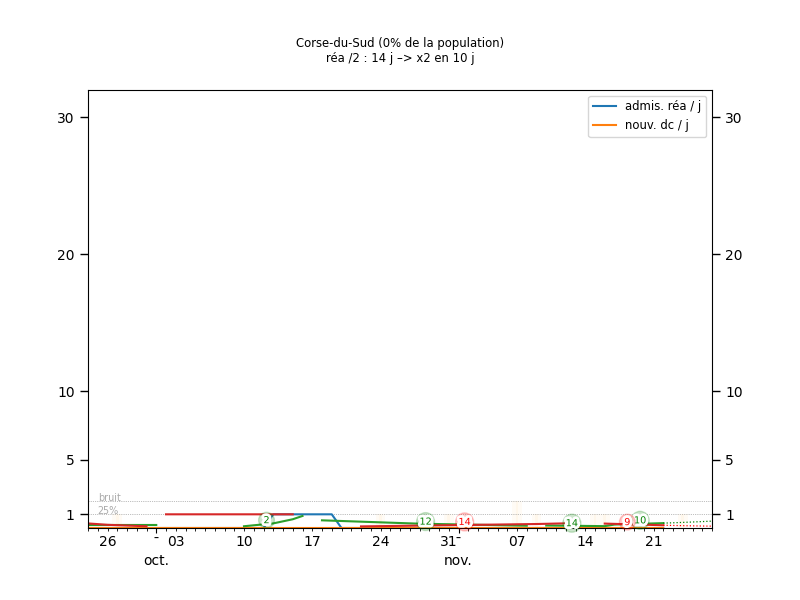 Corse-du-Sud (0% de la population)
réa /2 : 14 j –> x2 en 10 j
admis. réa / j
nouv. dc / j
30 30
20 20
10 10
5 5
1 1
bruit
25%
2 12 14 14 9 10
26 - 03 10 17 24 31- 07 14 21
oct. nov.